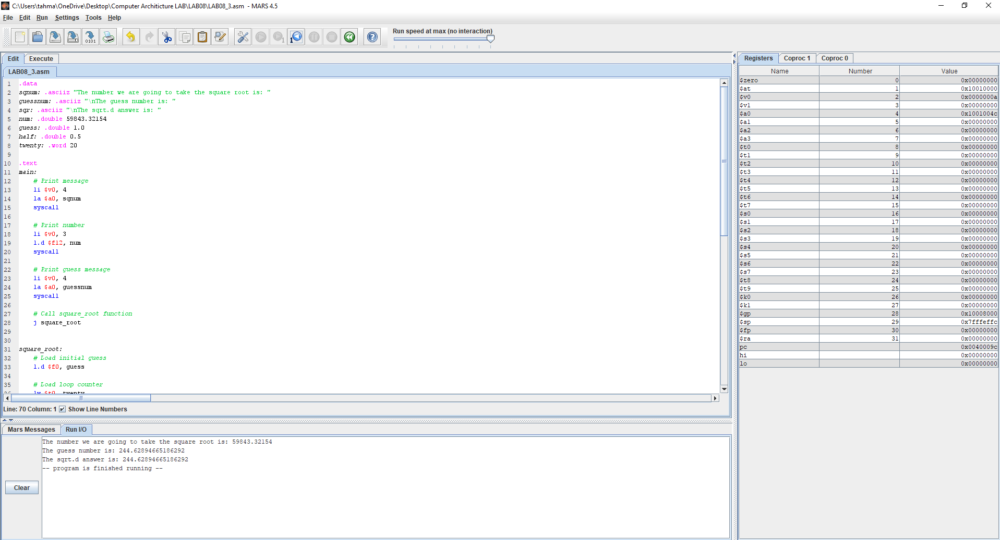 C:\Users\tahma\OneDrive\Desktop\Computer Architicture LAB\LAB08\LAB08_3.asm - MARS 4.5
File Edit Run Settings Tools Help
Run speed at max (no interaction)
Edit Execute
LAB08_3.asm
1 .data
2 sqnum: .asciiz "The number we are going to take the square root is: "
3 guessnum: .asciiz "\nThe guess number is: "
4 sqr: .asciiz "\nThe sqrt.d answer is: "
5 num: .double 59843.32154
6 guess: .double 1.0
7 half: .double 0.5
8 twenty: .word 20
9
10 .text
11 main:
12 # Print message
13 li $v0, 4
14 la $a0, sqnum
15 syscall
16
17 # Print number
18 li $v0, 3
19 l.d $f12, num
20 syscall
21
22 # Print guess message
23 li $v0, 4
24 la $a0, guessnum
25 syscall
26
27 # Call square_root function
28 j square_root
29
30
31 square_root:
32 # Load initial guess
33 l.d $f0, guess
34
35 # Load loop counter
36 lw $t0, twenty
Line: 70 Column: 1 Show Line Numbers
Mars Messages Run I/O
The number we are going to take the square root is: 59843.32154
The guess number is: 244.62894665186292
The sqrt.d answer is: 244.62894665186292
-- program is finished running --
Clear
Registers Coproc 1 Coproc 0
Name Number Value
$zero 0 0x00000000
$at 1 0x10010000
$v0 2 0x0000000a
$v1 3 0x00000000
$a0 4 0x1001004c
$a1 5 0x00000000
$a2 6 0x00000000
$a3 7 0x00000000
$t0 8 0x00000000
$t1 9 0x00000000
$t2 10 0x00000000
$t3 11 0x00000000
$t4 12 0x00000000
$t5 13 0x00000000
$t6 14 0x00000000
$t7 15 0x00000000
$s0 16 0x00000000
$s1 17 0x00000000
$s2 18 0x00000000
$s3 19 0x00000000
$s4 20 0x00000000
$s5 21 0x00000000
$s6 22 0x00000000
$s7 23 0x00000000
$t8 24 0x00000000
$t9 25 0x00000000
$k0 26 0x00000000
$k1 27 0x00000000
$gp 28 0x10008000
$sp 29 0x7fffeffc
$fp 30 0x00000000
$ra 31 0x00000000
pc 0x0040009c
hi 0x00000000
lo 0x00000000